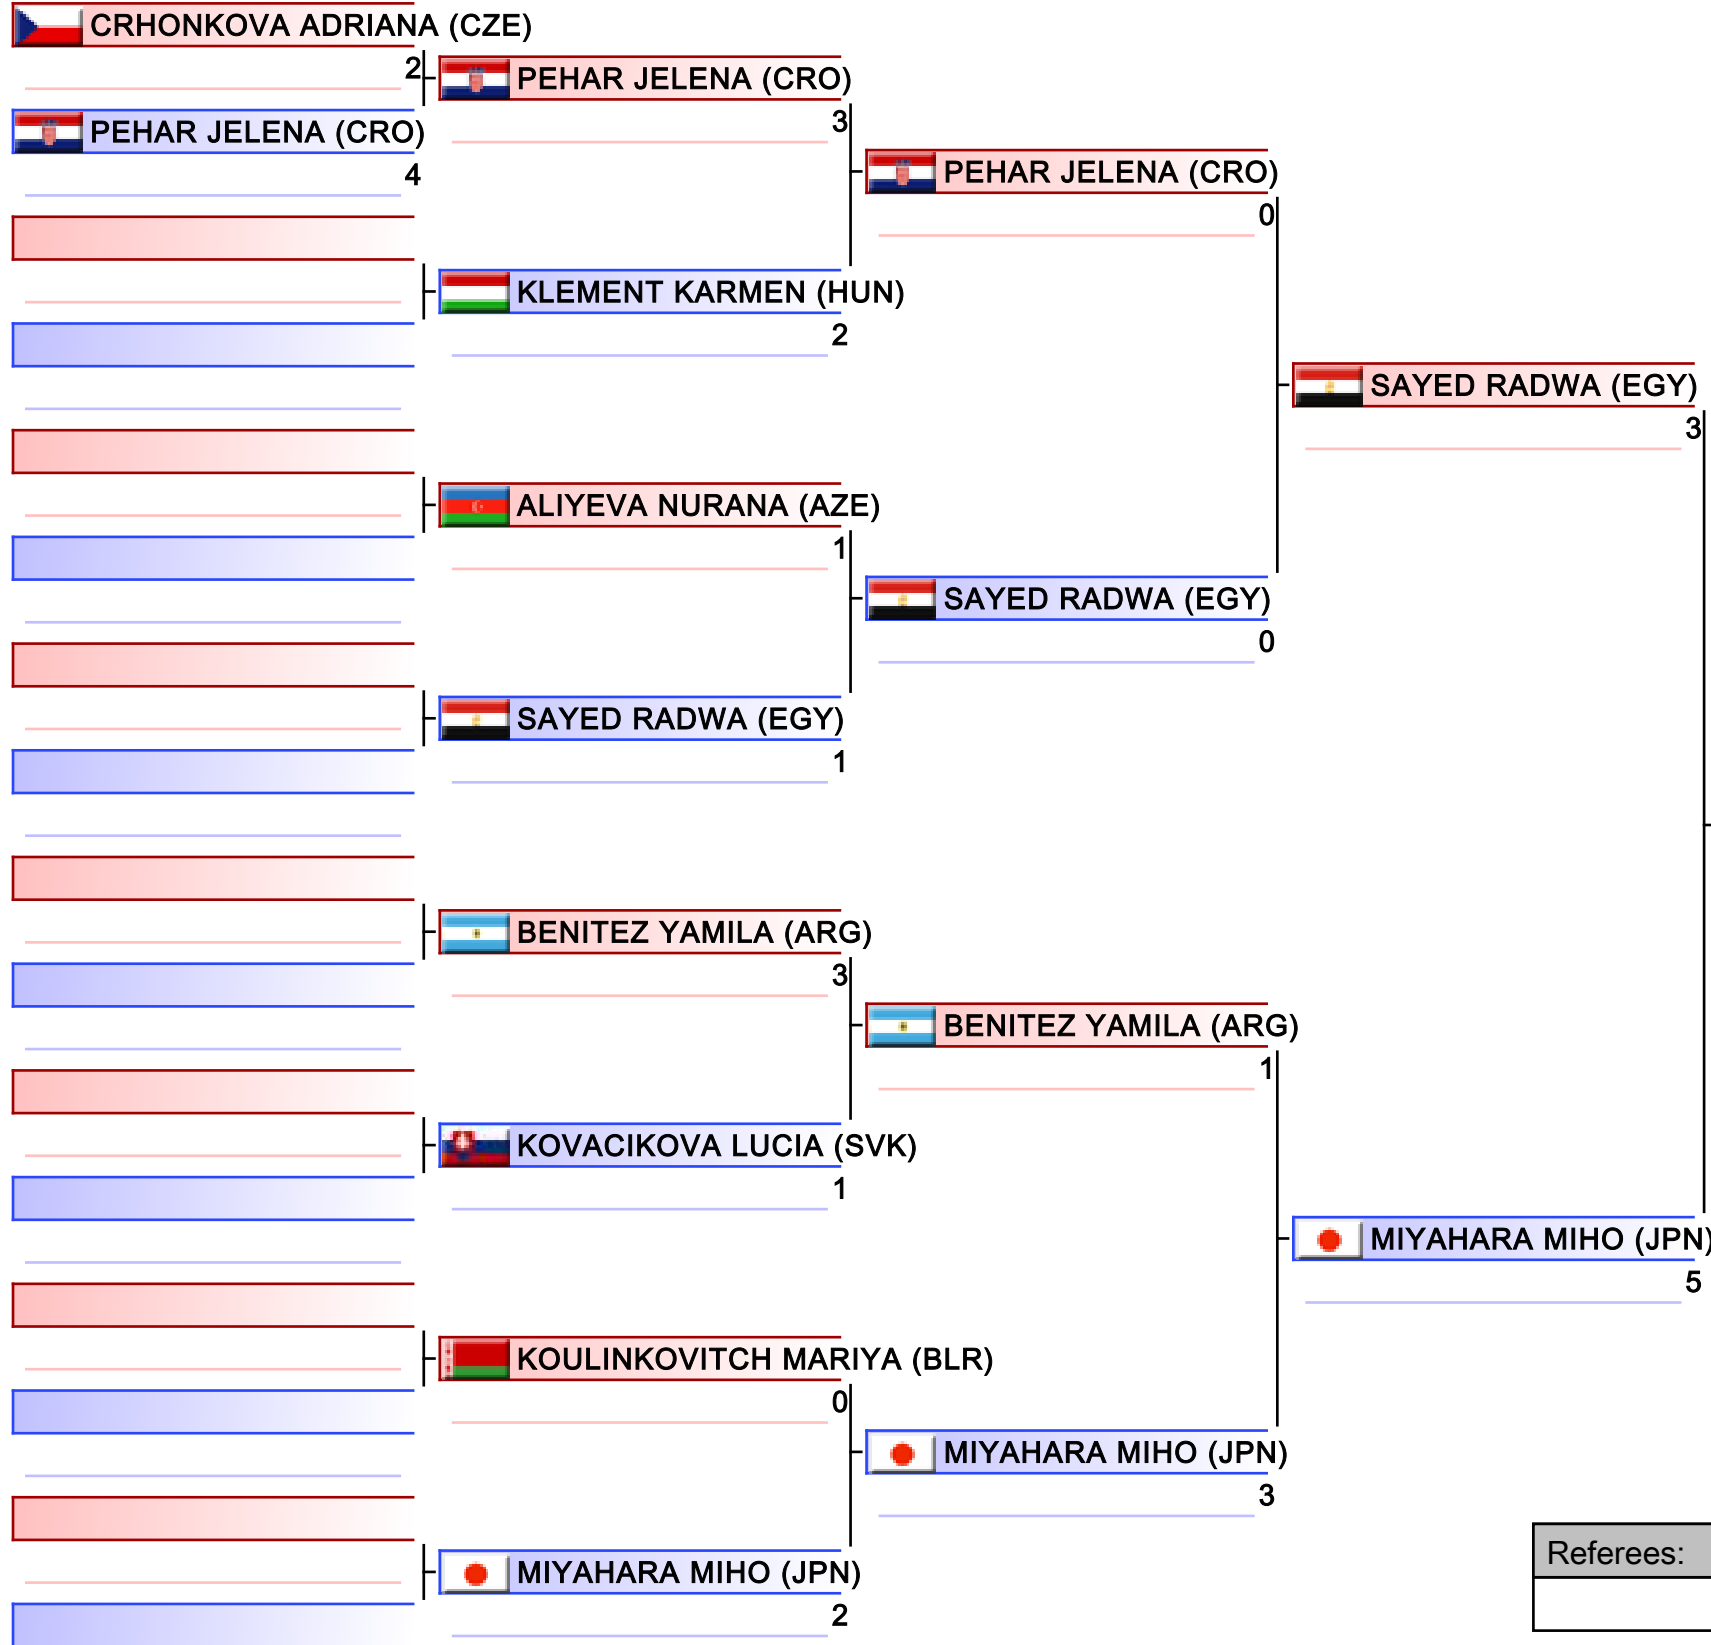 CRHONKOVA ADRIANA (CZE)
2
PEHAR JELENA (CRO)
3
PEHAR JELENA (CRO)
4
PEHAR JELENA (CRO)
0
KLEMENT KARMEN (HUN)
2
SAYED RADWA (EGY)
3
ALIYEVA NURANA (AZE)
1
SAYED RADWA (EGY)
0
SAYED RADWA (EGY)
1
BENITEZ YAMILA (ARG)
3
BENITEZ YAMILA (ARG)
1
KOVACIKOVA LUCIA (SVK)
1
MIYAHARA MIHO (JPN)
5
KOULINKOVITCH MARIYA (BLR)
0
MIYAHARA MIHO (JPN)
3
Referees:
MIYAHARA MIHO (JPN)
2